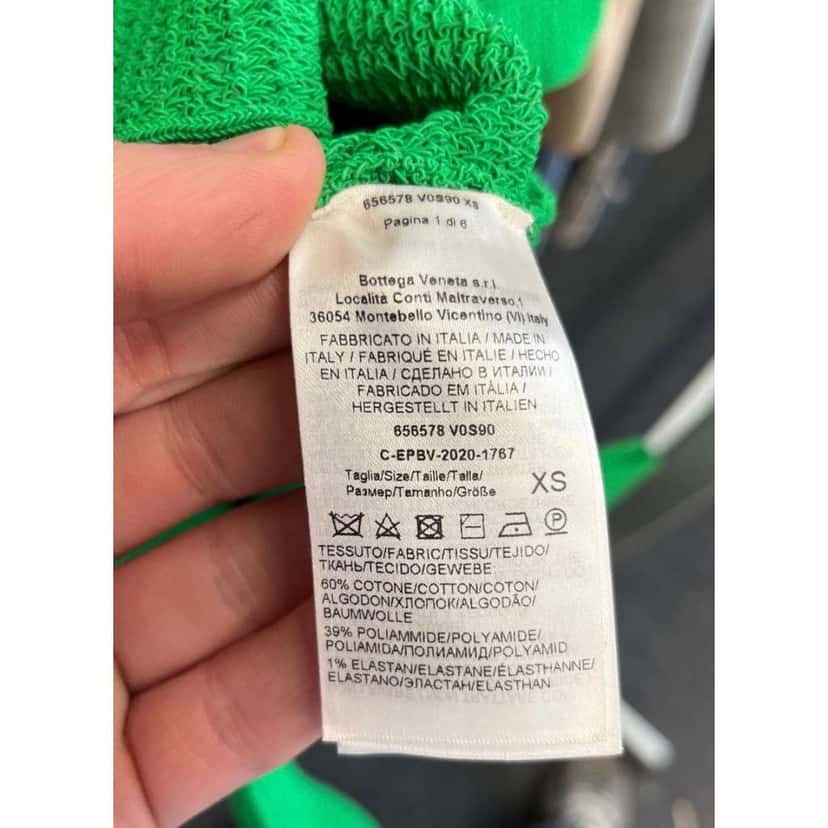 656578 V0S90 XS
Pagina 1 di 6
Bottega Veneta s.r.l.
Località Conti Maltraverso,1
36054 Montebello Vicentino (VI) Italy
FABBRICATO IN ITALIA / MADE IN
ITALY / FABRIQUÉ EN ITALIE / HECHO
EN ITALIA / СДЕЛАНО В ИТАЛИИ /
FABRICADO EM ITÀLIA /
HERGESTELLT IN ITALIEN
656578 V0S90
C-EPBV-2020-1767
Taglia/Size/Taille/Talla/
Размер/Tamanho/Größe XS
P
TESSUTO/FABRIC/TISSU/TEJIDO/
ТКАНЬ/TECIDO/GEWEBE:
60% COTONE/COTTON/COTON/
ALGODON/ХЛОПОК/ALGODÃO/
BAUMWOLLE
39% POLIAMMIDE/POLYAMIDE/
POLIAMIDA/ПОЛИАМИД/POLYAMID
1% ELASTAN/ELASTANE/ÉLASTHANNE/
ELASTANO/ЭЛАСТАН/ELASTHAN